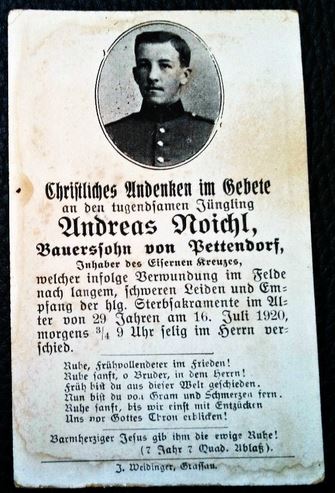 Christliches Andenken im Gebete
an den tugendsamen Jüngling
Andreas Noichl,
Bauerssohn von Pettendorf,
Inhaber des Eisernen Kreuzes,
welcher infolge Verwundung im Felde
nach langem, schweren Leiden und Em-
pfang der hlg. Sterbsakramente im Al-
ter von 29 Jahren am 16. Juli 1920,
morgens ¾ 9 Uhr selig im Herrn ver-
schied.
Ruhe, Frühvollendeter im Frieden!
Ruhe sanft, o Bruder, in dem Herrn!
Früh bist du aus dieser Welt geschieden.
Nun bist du von Gram und Schmerzen fern.
Ruhe sanft, bis wir einst mit Entzücken
Uns vor Gottes Thron erblicken!
Barmherziger Jesus gib ihm die ewige Ruhe!
(7 Jahr 7 Quad. Ablaß).
J. Weidinger, Grassau.